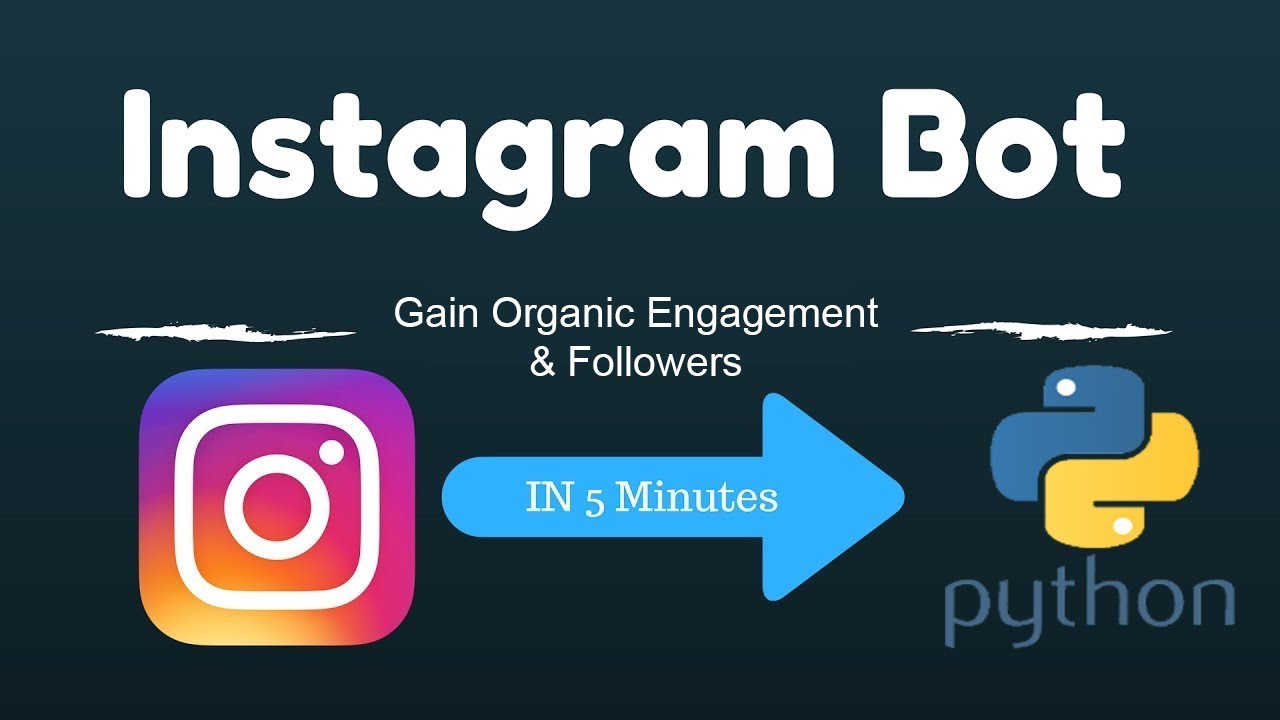 Instagram Bot
Gain Organic Engagement
& Followers
IN 5 Minutes
python